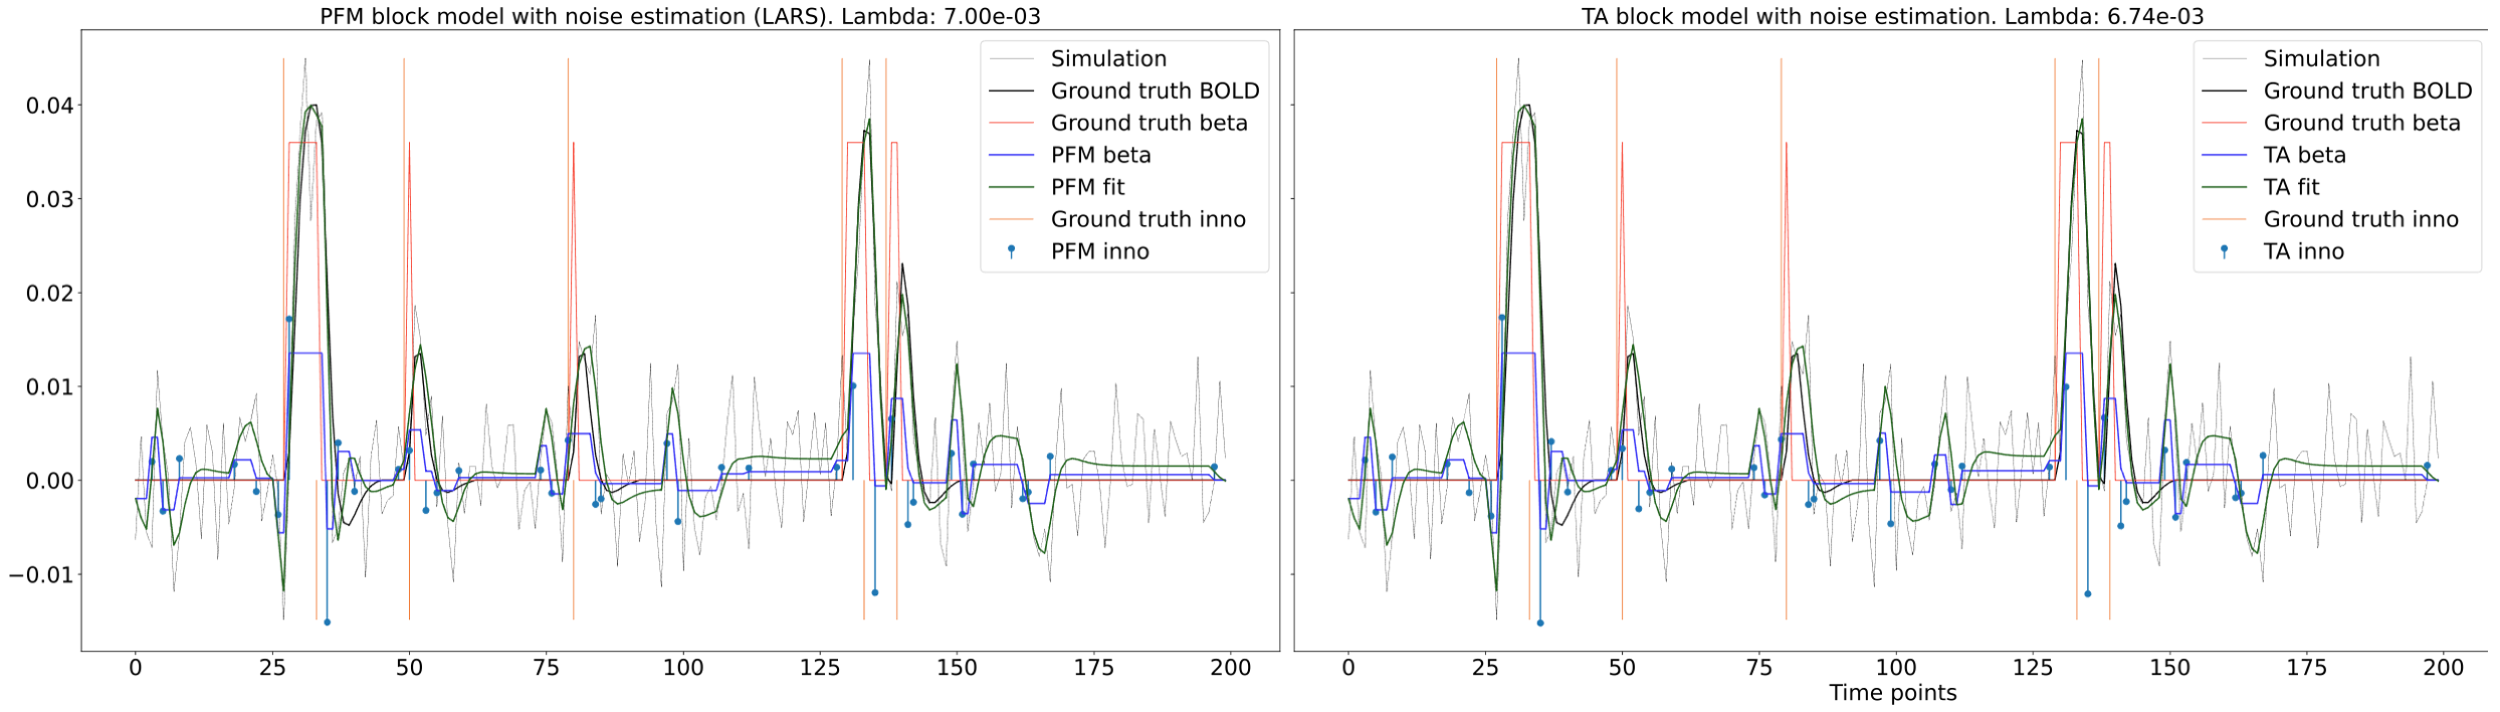 PFM block model with noise estimation (LARS). Lambda: 7.00e-03
Simulation
Ground truth BOLD
Ground truth beta
PFM beta
PFM fit
Ground truth inno
PFM inno
0.04
0.03
0.02
0.01
0.00
−0.01
0 25 50 75 100 125 150 175 200
TA block model with noise estimation. Lambda: 6.74e-03
Simulation
Ground truth BOLD
Ground truth beta
TA beta
TA fit
Ground truth inno
TA inno
0 25 50 75 100 125 150 175 200
Time points